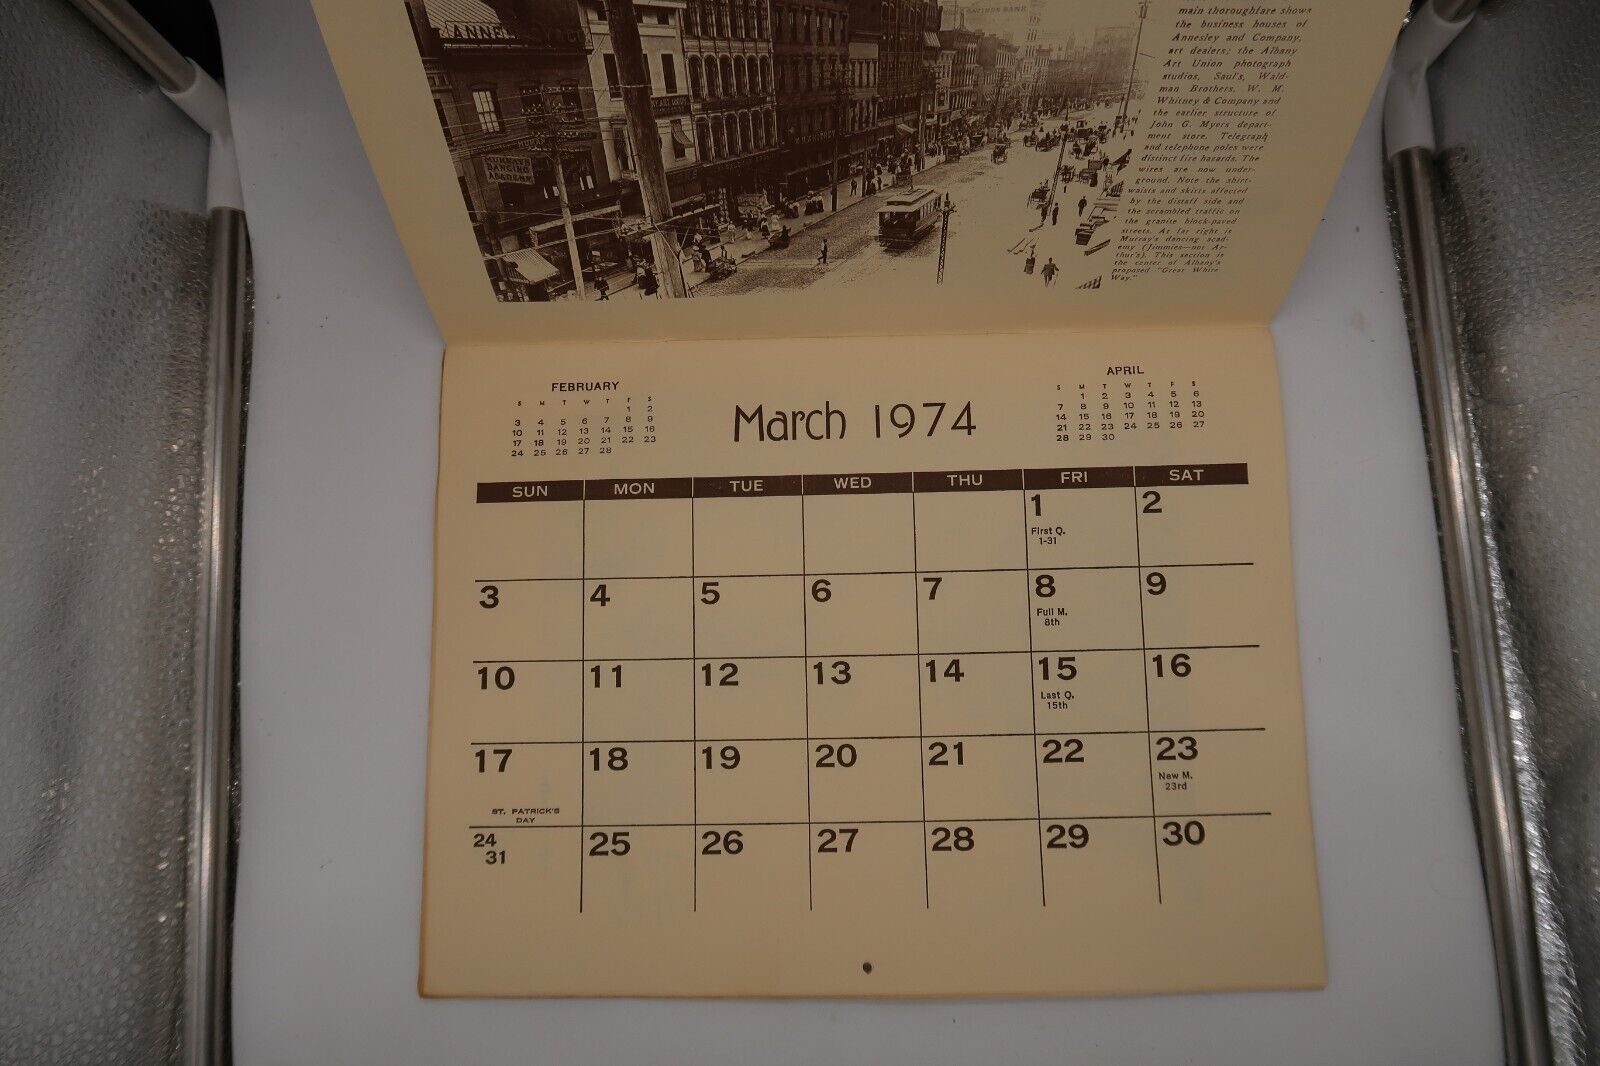 ANNE
SAVINGS BANK
MURRAY'S
DANCING
ACADEMY
main thoroughfare shows
the business houses of
Annesley and Company,
art dealers; the Albany
Art Union photograph
studios, Saul's, Wald-
man Brothers, W. M.
Whitney & Company and
the earlier structure of
John G. Myers depart-
ment store. Telegraph
and telephone poles were
distinct fire hazards. The
wires are now under-
ground. Note the shirt-
waists and skirts affected
by the distaff side and
the scrambled traffic on
the granite block-paved
streets. At far right is
Murray's dancing acad-
emy (Jimmies—not Ar-
thur's). This section is
the center of Albany's
proposed "Great White
Way."
FEBRUARY
S M T W T F S
1 2
3 4 5 6 7 8 9
10 11 12 13 14 15 16
17 18 19 20 21 22 23
24 25 26 27 28
March 1974
APRIL
S M T W T F S
1 2 3 4 5 6
7 8 9 10 11 12 13
14 15 16 17 18 19 20
21 22 23 24 25 26 27
28 29 30
SUN MON TUE WED THU FRI SAT
1 2
First Q.
1-31
3 4 5 6 7 8 9
Full M.
8th
10 11 12 13 14 15 16
Last Q.
15th
17 18 19 20 21 22 23
New M.
23rd
ST. PATRICK'S
DAY
24 25 26 27 28 29 30
31